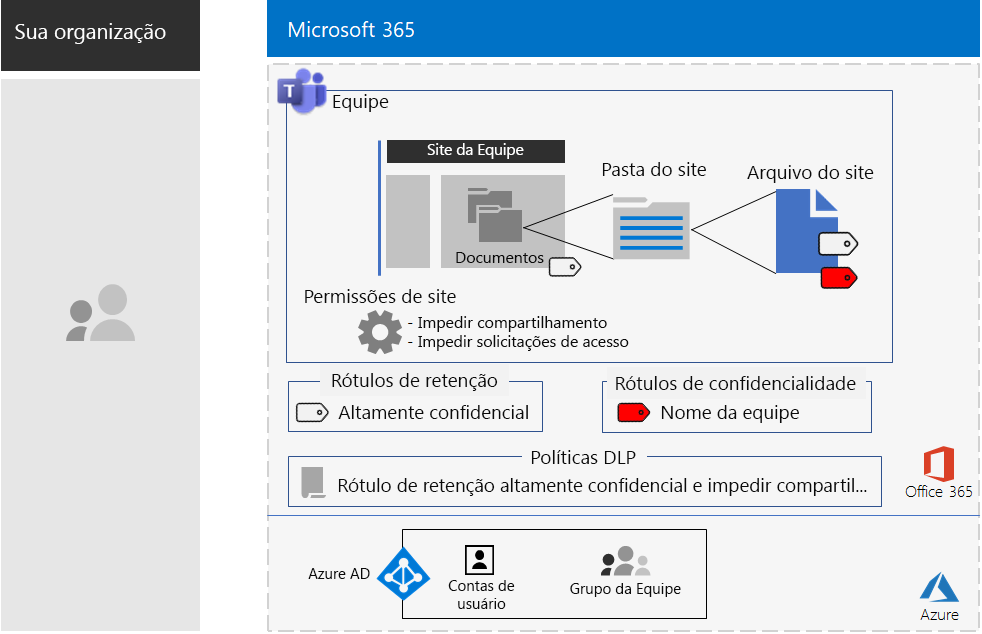 Sua organização
Microsoft 365
T
Equipe
Site da Equipe
Pasta do site
Arquivo do site
Documentos
Permissões de site
- Impedir compartilhamento
- Impedir solicitações de acesso
Rótulos de retenção
Altamente confidencial
Rótulos de confidencialidade
Nome da equipe
Políticas DLP
Rótulo de retenção altamente confidencial e impedir compartil...
Office 365
Azure AD
Contas de
usuário
Grupo da Equipe
Azure